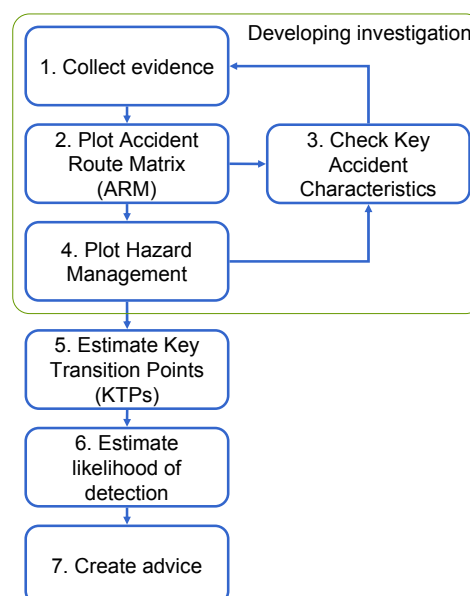 Developing investigation
1. Collect evidence
2. Plot Accident
Route Matrix
(ARM)
3. Check Key
Accident
Characteristics
4. Plot Hazard
Management
5. Estimate Key
Transition Points
(KTPs)
6. Estimate
likelihood of
detection
7. Create advice